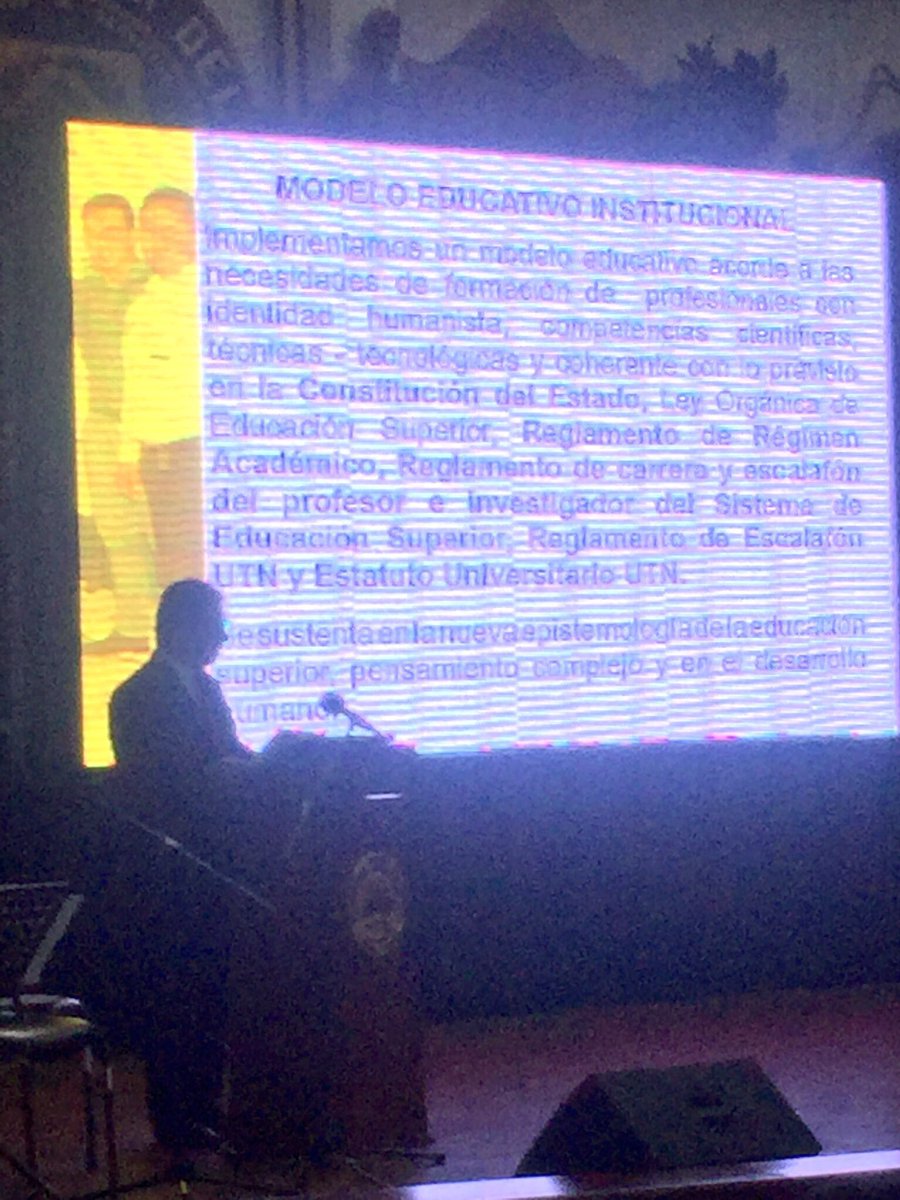 MODELO EDUCATIVO INSTITUCIONAL
Implementamos un modelo educativo acorde a las
necesidades de formación de profesionales con
identidad humanista, competencias científicas,
técnicas - tecnológicas y coherente con lo previsto
en la Constitución del Estado, Ley Orgánica de
Educación Superior, Reglamento de Régimen
Académico, Reglamento de carrera y escalafón
del profesor e investigador del Sistema de
Educación Superior, Reglamento de Escalafón
UTN y Estatuto Universitario UTN.
Se sustenta en la nueva epistemología de la educación
superior, pensamiento complejo y en el desarrollo
humano.